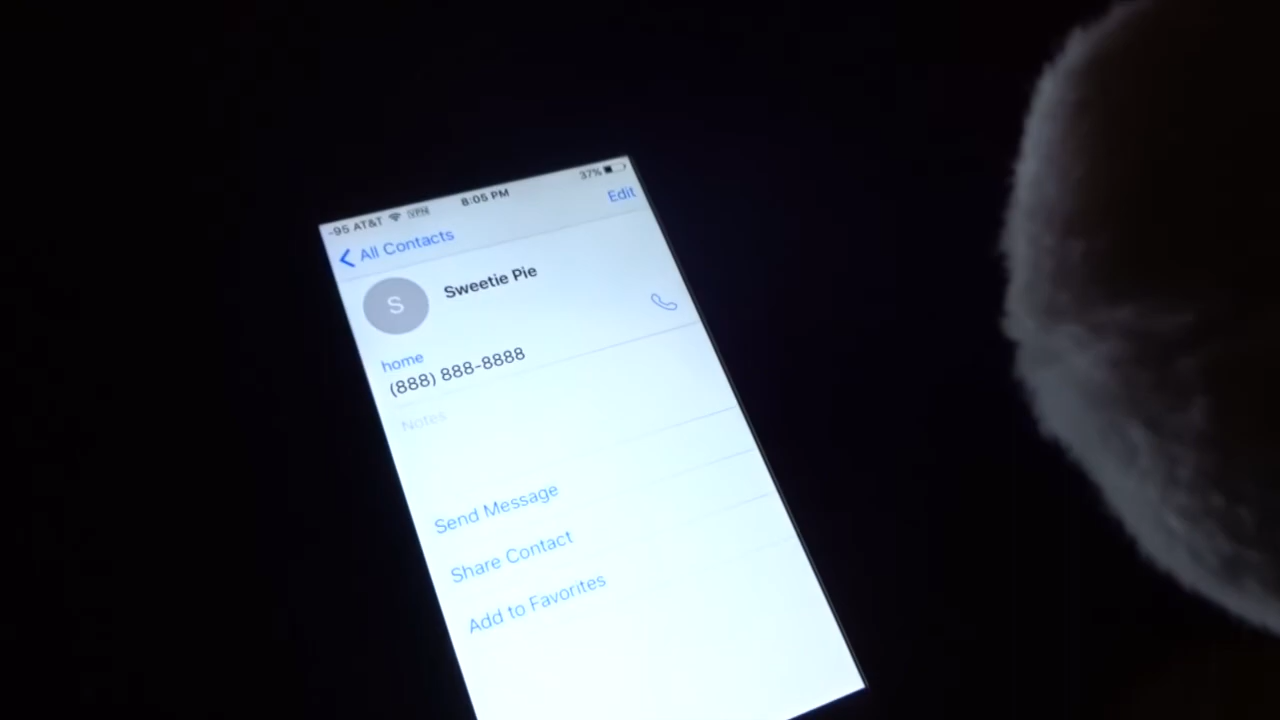 -95 AT&T VPN 8:05 PM 37%
All Contacts Edit
S Sweetie Pie
home
(888) 888-8888
Notes
Send Message
Share Contact
Add to Favorites